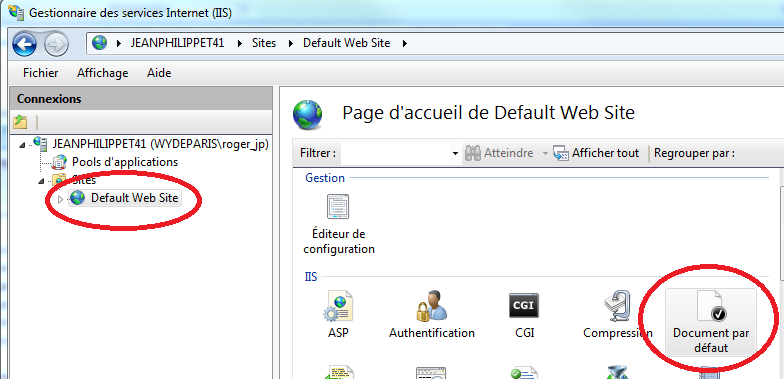 Gestionnaire des services Internet (IIS)
JEANPHILIPPET41 Sites Default Web Site
Fichier Affichage Aide
Connexions
JEANPHILIPPET41 (WYDEPARIS\roger_jp)
Pools d'applications
Sites
Default Web Site
Page d'accueil de Default Web Site
Filtrer : Atteindre Afficher tout Regrouper par :
Gestion
Éditeur de
configuration
IIS
ASP Authentification CGI Compression Document par
défaut